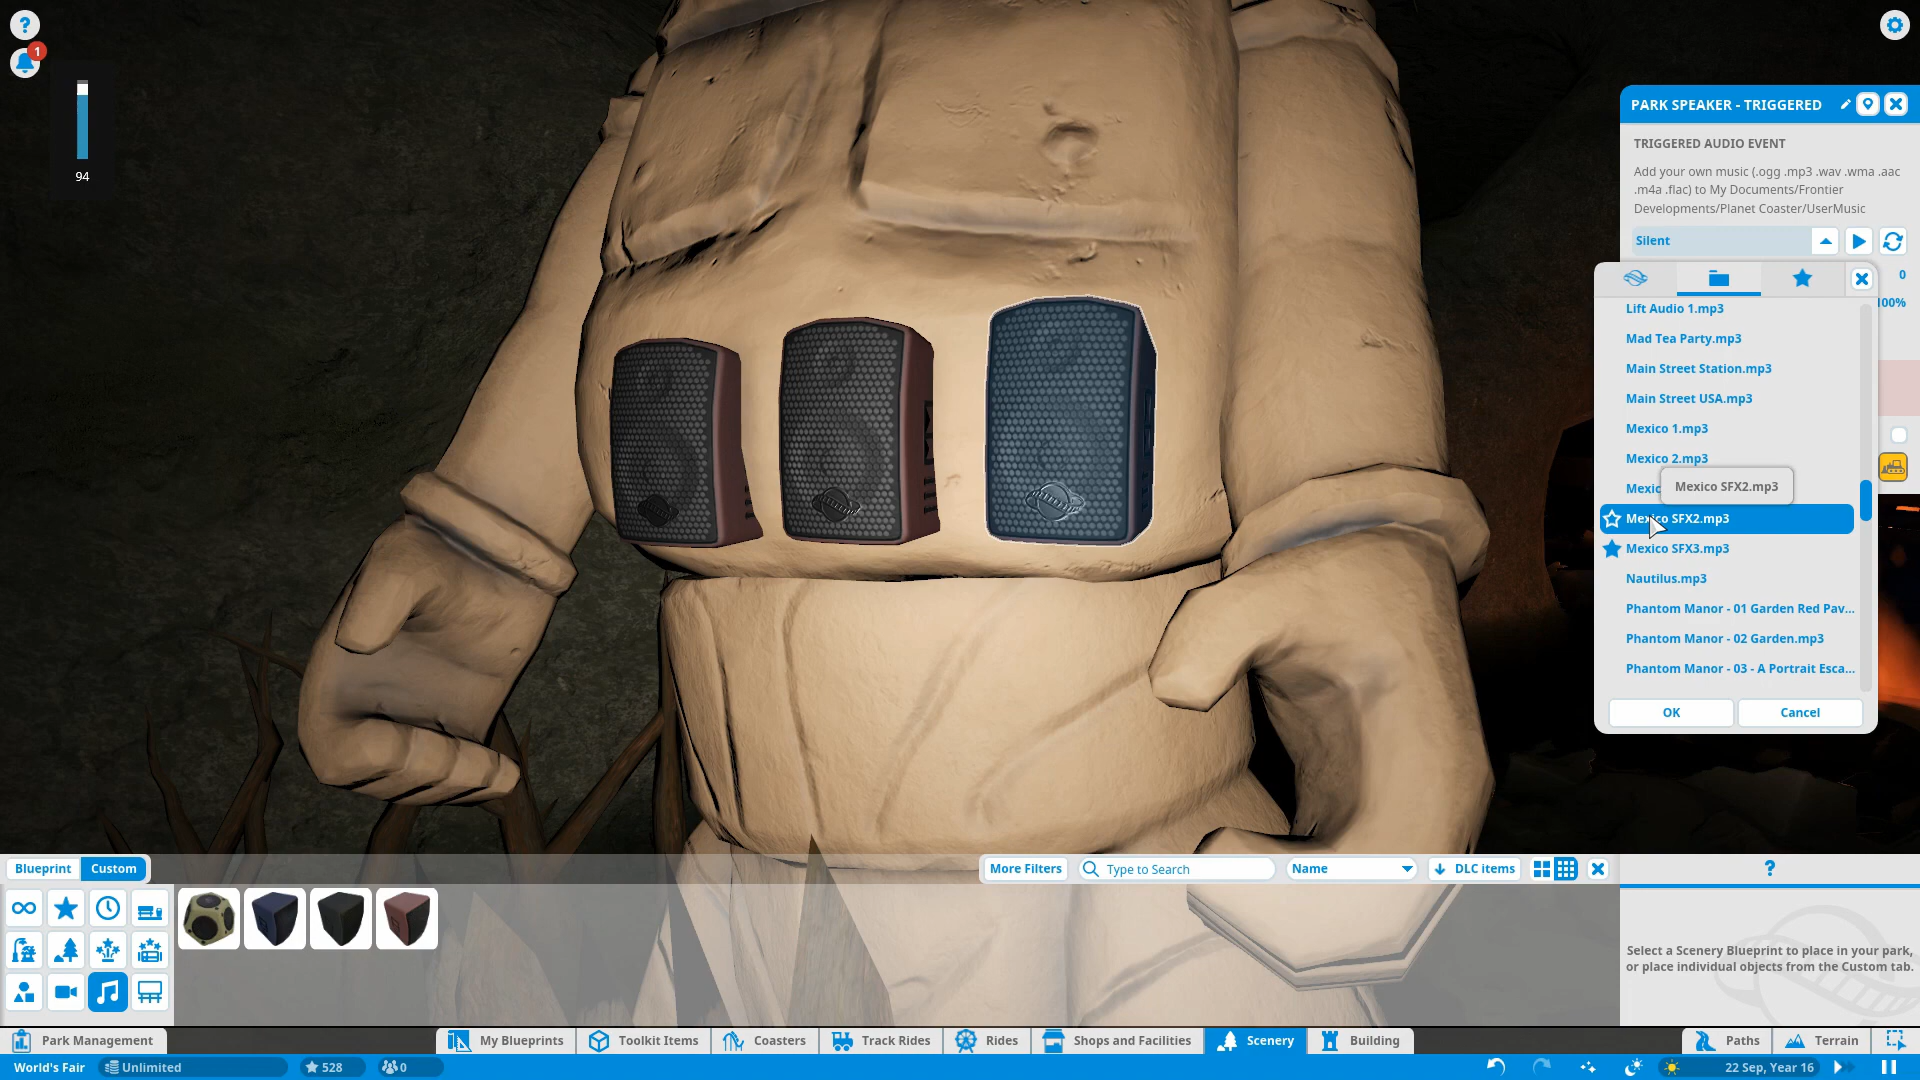 ?
1
94
PARK SPEAKER - TRIGGERED
TRIGGERED AUDIO EVENT
Add your own music (.ogg .mp3 .wav .wma .aac
.m4a .flac) to My Documents/Frontier
Developments/Planet Coaster/UserMusic
Silent
0
100%
Lift Audio 1.mp3
Mad Tea Party.mp3
Main Street Station.mp3
Main Street USA.mp3
Mexico 1.mp3
Mexico 2.mp3
Mexico SFX2.mp3
Mexico SFX2.mp3
Mexico SFX3.mp3
Nautilus.mp3
Phantom Manor - 01 Garden Red Pav...
Phantom Manor - 02 Garden.mp3
Phantom Manor - 03 - A Portrait Esca...
OK Cancel
Blueprint Custom
More Filters Type to Search Name DLC items
?
Select a Scenery Blueprint to place in your park,
or place individual objects from the Custom tab.
Park Management My Blueprints Toolkit Items Coasters Track Rides Rides Shops and Facilities Scenery Building Paths Terrain
World's Fair Unlimited 528 0 22 Sep, Year 16